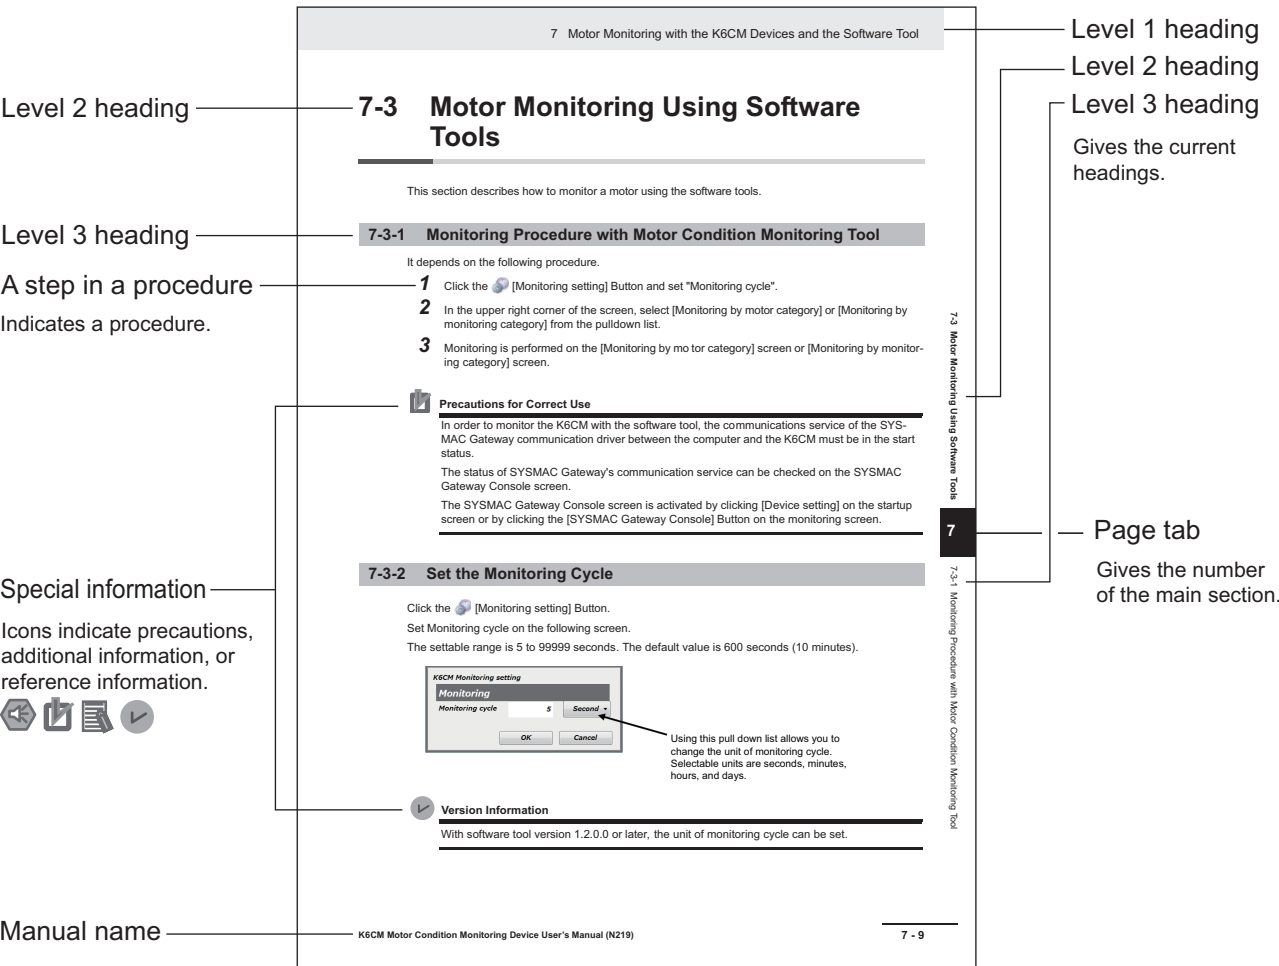 7 Motor Monitoring with the K6CM Devices and the Software Tool
Level 1 heading
Level 2 heading
Level 3 heading
Gives the current
headings.
Level 2 heading
7-3 Motor Monitoring Using Software
Tools
This section describes how to monitor a motor using the software tools.
Level 3 heading
7-3-1 Monitoring Procedure with Motor Condition Monitoring Tool
It depends on the following procedure.
A step in a procedure
Indicates a procedure.
1 Click the [Monitoring setting] Button and set "Monitoring cycle".
2 In the upper right corner of the screen, select [Monitoring by motor category] or [Monitoring by
monitoring category] from the pulldown list.
3 Monitoring is performed on the [Monitoring by mo tor category] screen or [Monitoring by monitor-
ing category] screen.
Precautions for Correct Use
In order to monitor the K6CM with the software tool, the communications service of the SYS-
MAC Gateway communication driver between the computer and the K6CM must be in the start
status.
The status of SYSMAC Gateway's communication service can be checked on the SYSMAC
Gateway Console screen.
The SYSMAC Gateway Console screen is activated by clicking [Device setting] on the startup
screen or by clicking the [SYSMAC Gateway Console] Button on the monitoring screen.
7-3 Motor Monitoring Using Software Tools
7
7-3-1 Monitoring Procedure with Motor Condition Monitoring Tool
Page tab
Gives the number
of the main section.
7-3-2 Set the Monitoring Cycle
Special information
Icons indicate precautions,
additional information, or
reference information.
Click the [Monitoring setting] Button.
Set Monitoring cycle on the following screen.
The settable range is 5 to 99999 seconds. The default value is 600 seconds (10 minutes).
K6CM Monitoring setting
Monitoring
Monitoring cycle 5 Second
OK Cancel
Using this pull down list allows you to
change the unit of monitoring cycle.
Selectable units are seconds, minutes,
hours, and days.
Version Information
With software tool version 1.2.0.0 or later, the unit of monitoring cycle can be set.
Manual name
K6CM Motor Condition Monitoring Device User's Manual (N219)
7 - 9